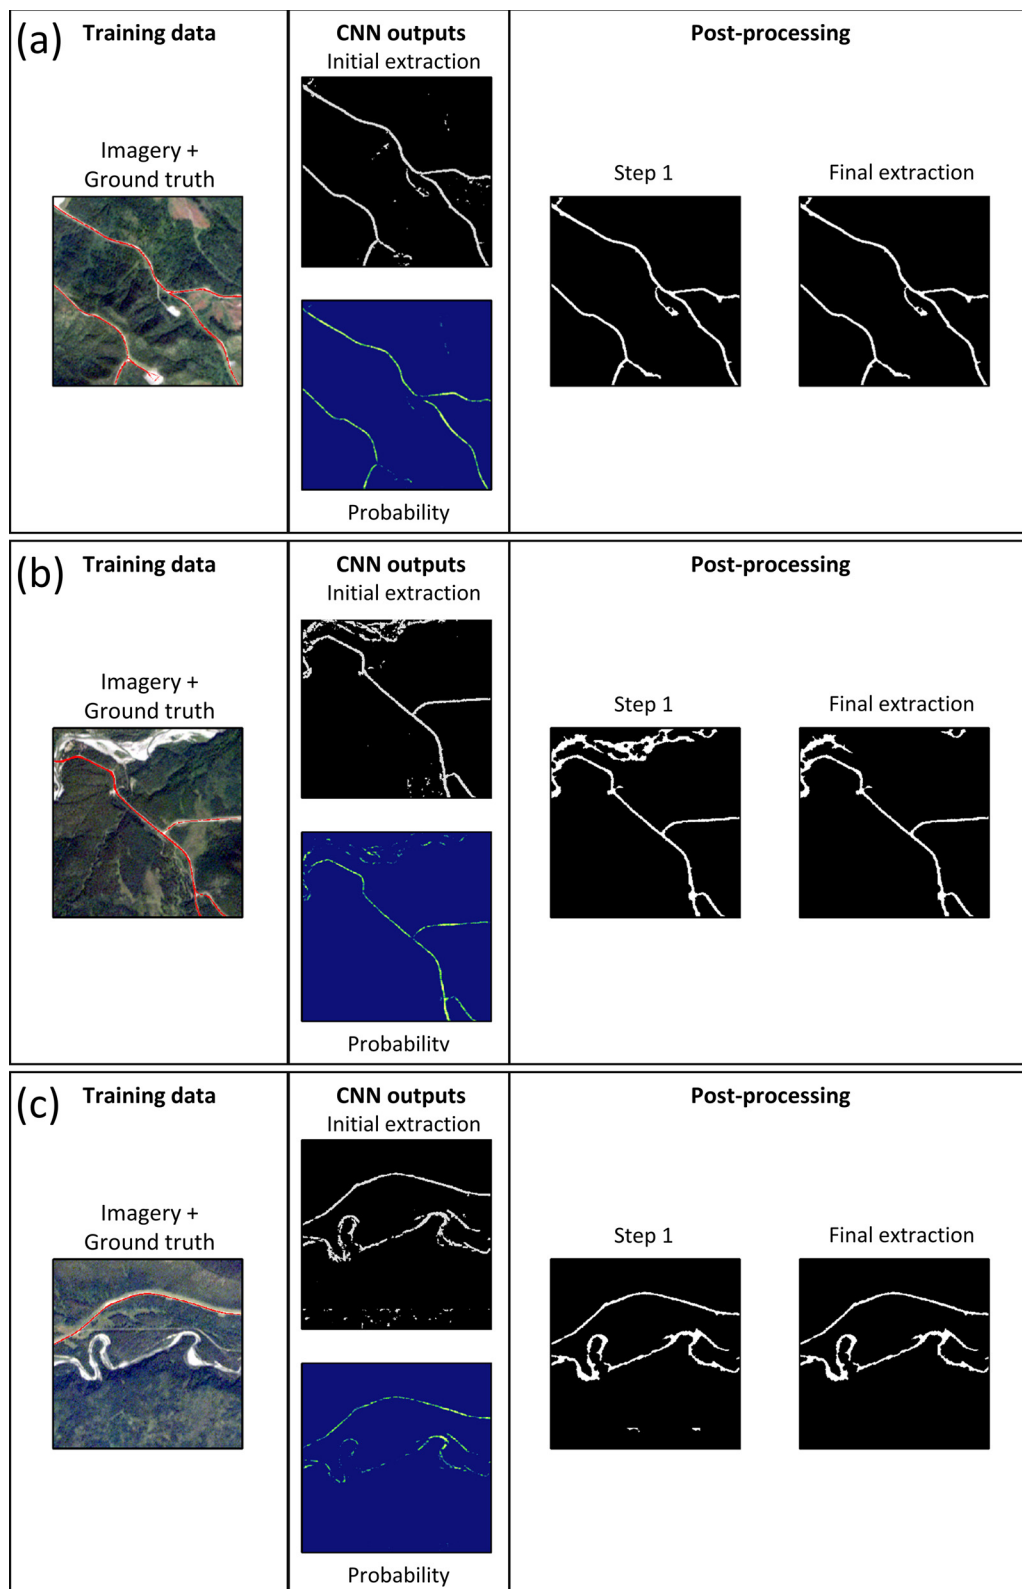 (a)
Training data
CNN outputs
Post-processing
Initial extraction
Imagery +
Ground truth
Step 1
Final extraction
Probability
(b)
Training data
CNN outputs
Post-processing
Initial extraction
Imagery +
Ground truth
Step 1
Final extraction
Probability
(c)
Training data
CNN outputs
Post-processing
Initial extraction
Imagery +
Ground truth
Step 1
Final extraction
Probability